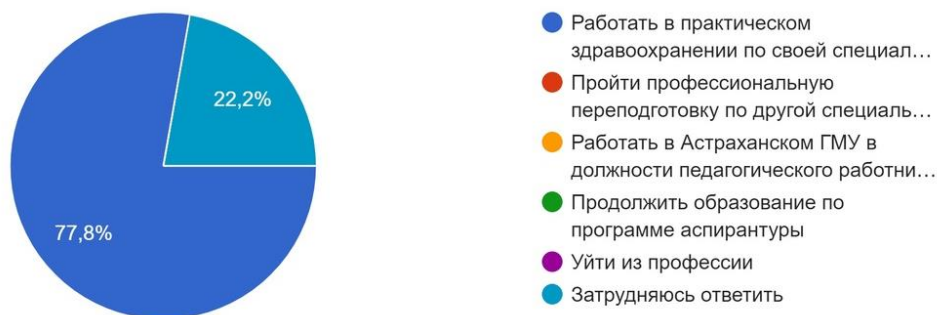 22,2%
77,8%
Работать в практическом
здравоохранении по своей специал…
Пройти профессиональную
переподготовку по другой специаль…
Работать в Астраханском ГМУ в
должности педагогического работни…
Продолжить образование по
программе аспирантуры
Уйти из профессии
Затрудняюсь ответить